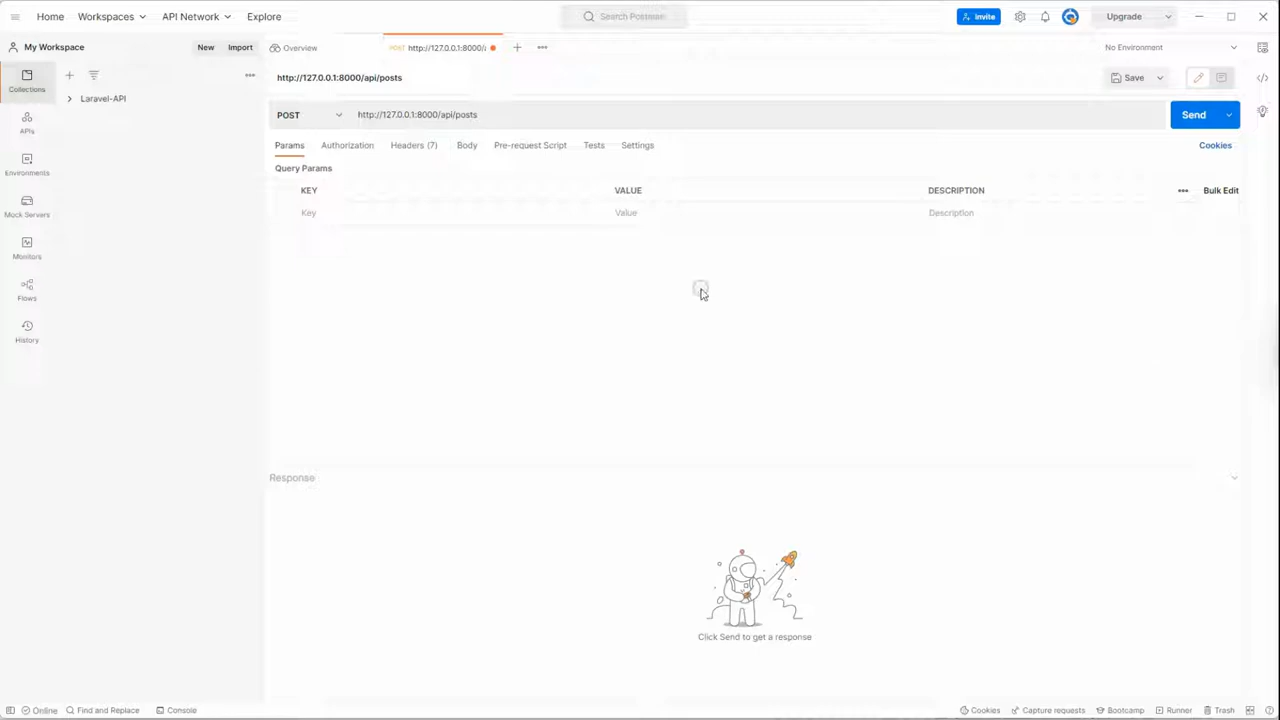 Home Workspaces API Network Explore Search Postman Invite Upgrade
My Workspace New Import Overview POST http://127.0.0.1:8000/a No Environment
Collections
Laravel-API
http://127.0.0.1:8000/api/posts Save
APIs
POST http://127.0.0.1:8000/api/posts Send
Params Authorization Headers (7) Body Pre-request Script Tests Settings Cookies
Environments
Query Params
KEY VALUE DESCRIPTION Bulk Edit
Mock Servers
Key Value Description
Monitors
Flows
History
Response
Click Send to get a response
Online Find and Replace Console Cookies Capture requests Bootcamp Runner Trash